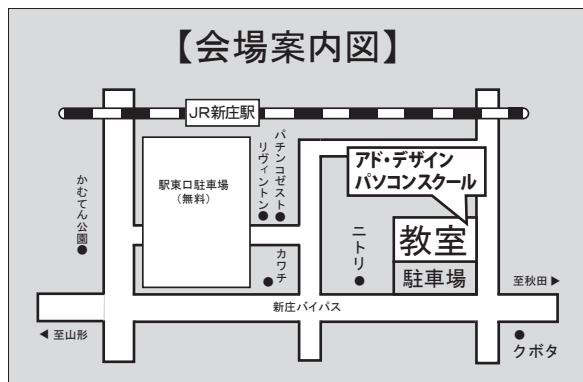 【会場案内図】
JR新庄駅
かむてん公園
駅東口駐車場
（無料）
リヴィントン
パチンコゼスト
アド・デザイン
パソコンスクール
カワチ
ニトリ
教室
駐車場
至秋田▶
新庄バイパス
◀至山形
クボタ